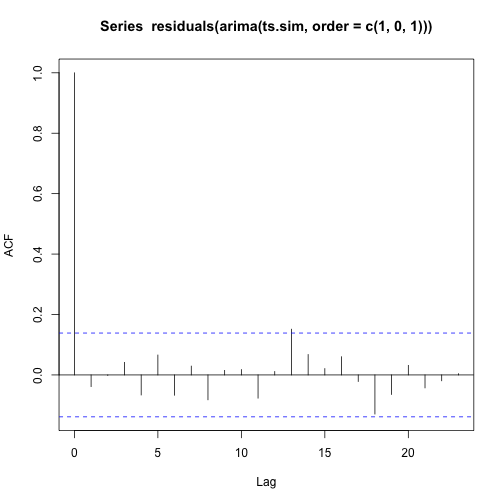 Series residuals(arima(ts.sim, order = c(1, 0, 1)))
ACF
1.0
0.8
0.6
0.4
0.2
0.0
0 5 10 15 20
Lag